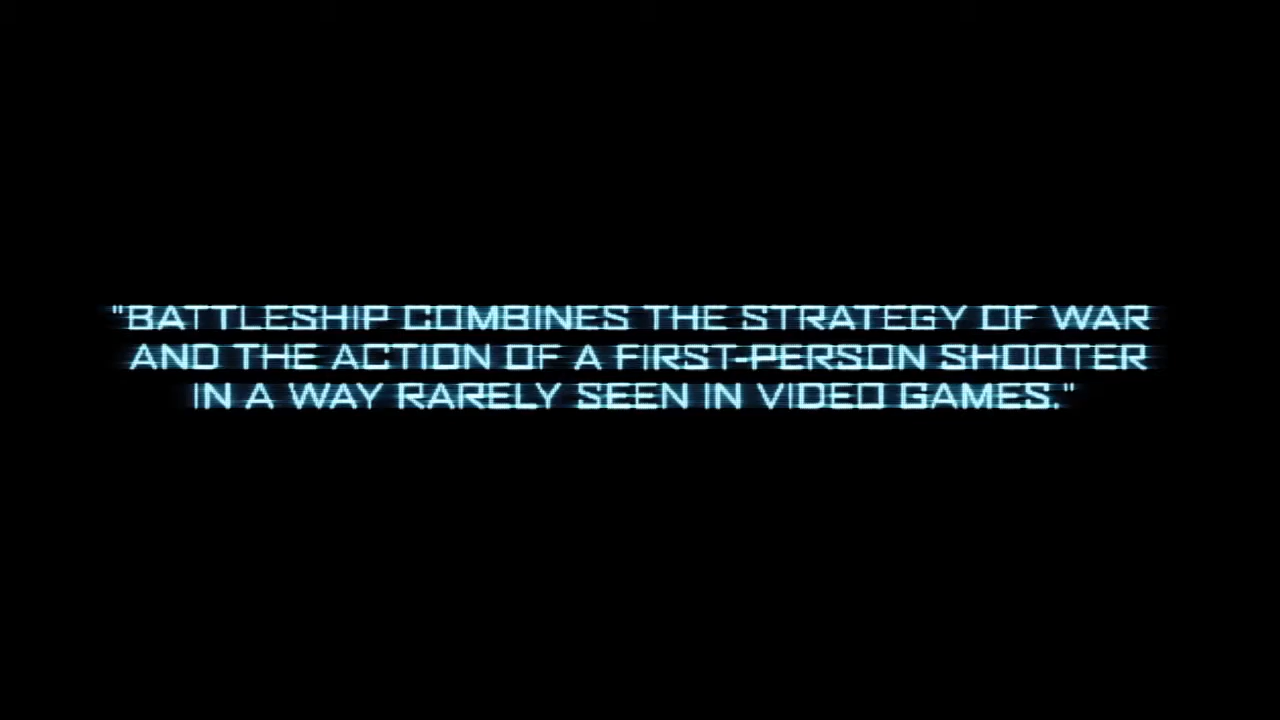 "BATTLESHIP COMBINES THE STRATEGY OF WAR
AND THE ACTION OF A FIRST-PERSON SHOOTER
IN A WAY RARELY SEEN IN VIDEO GAMES."